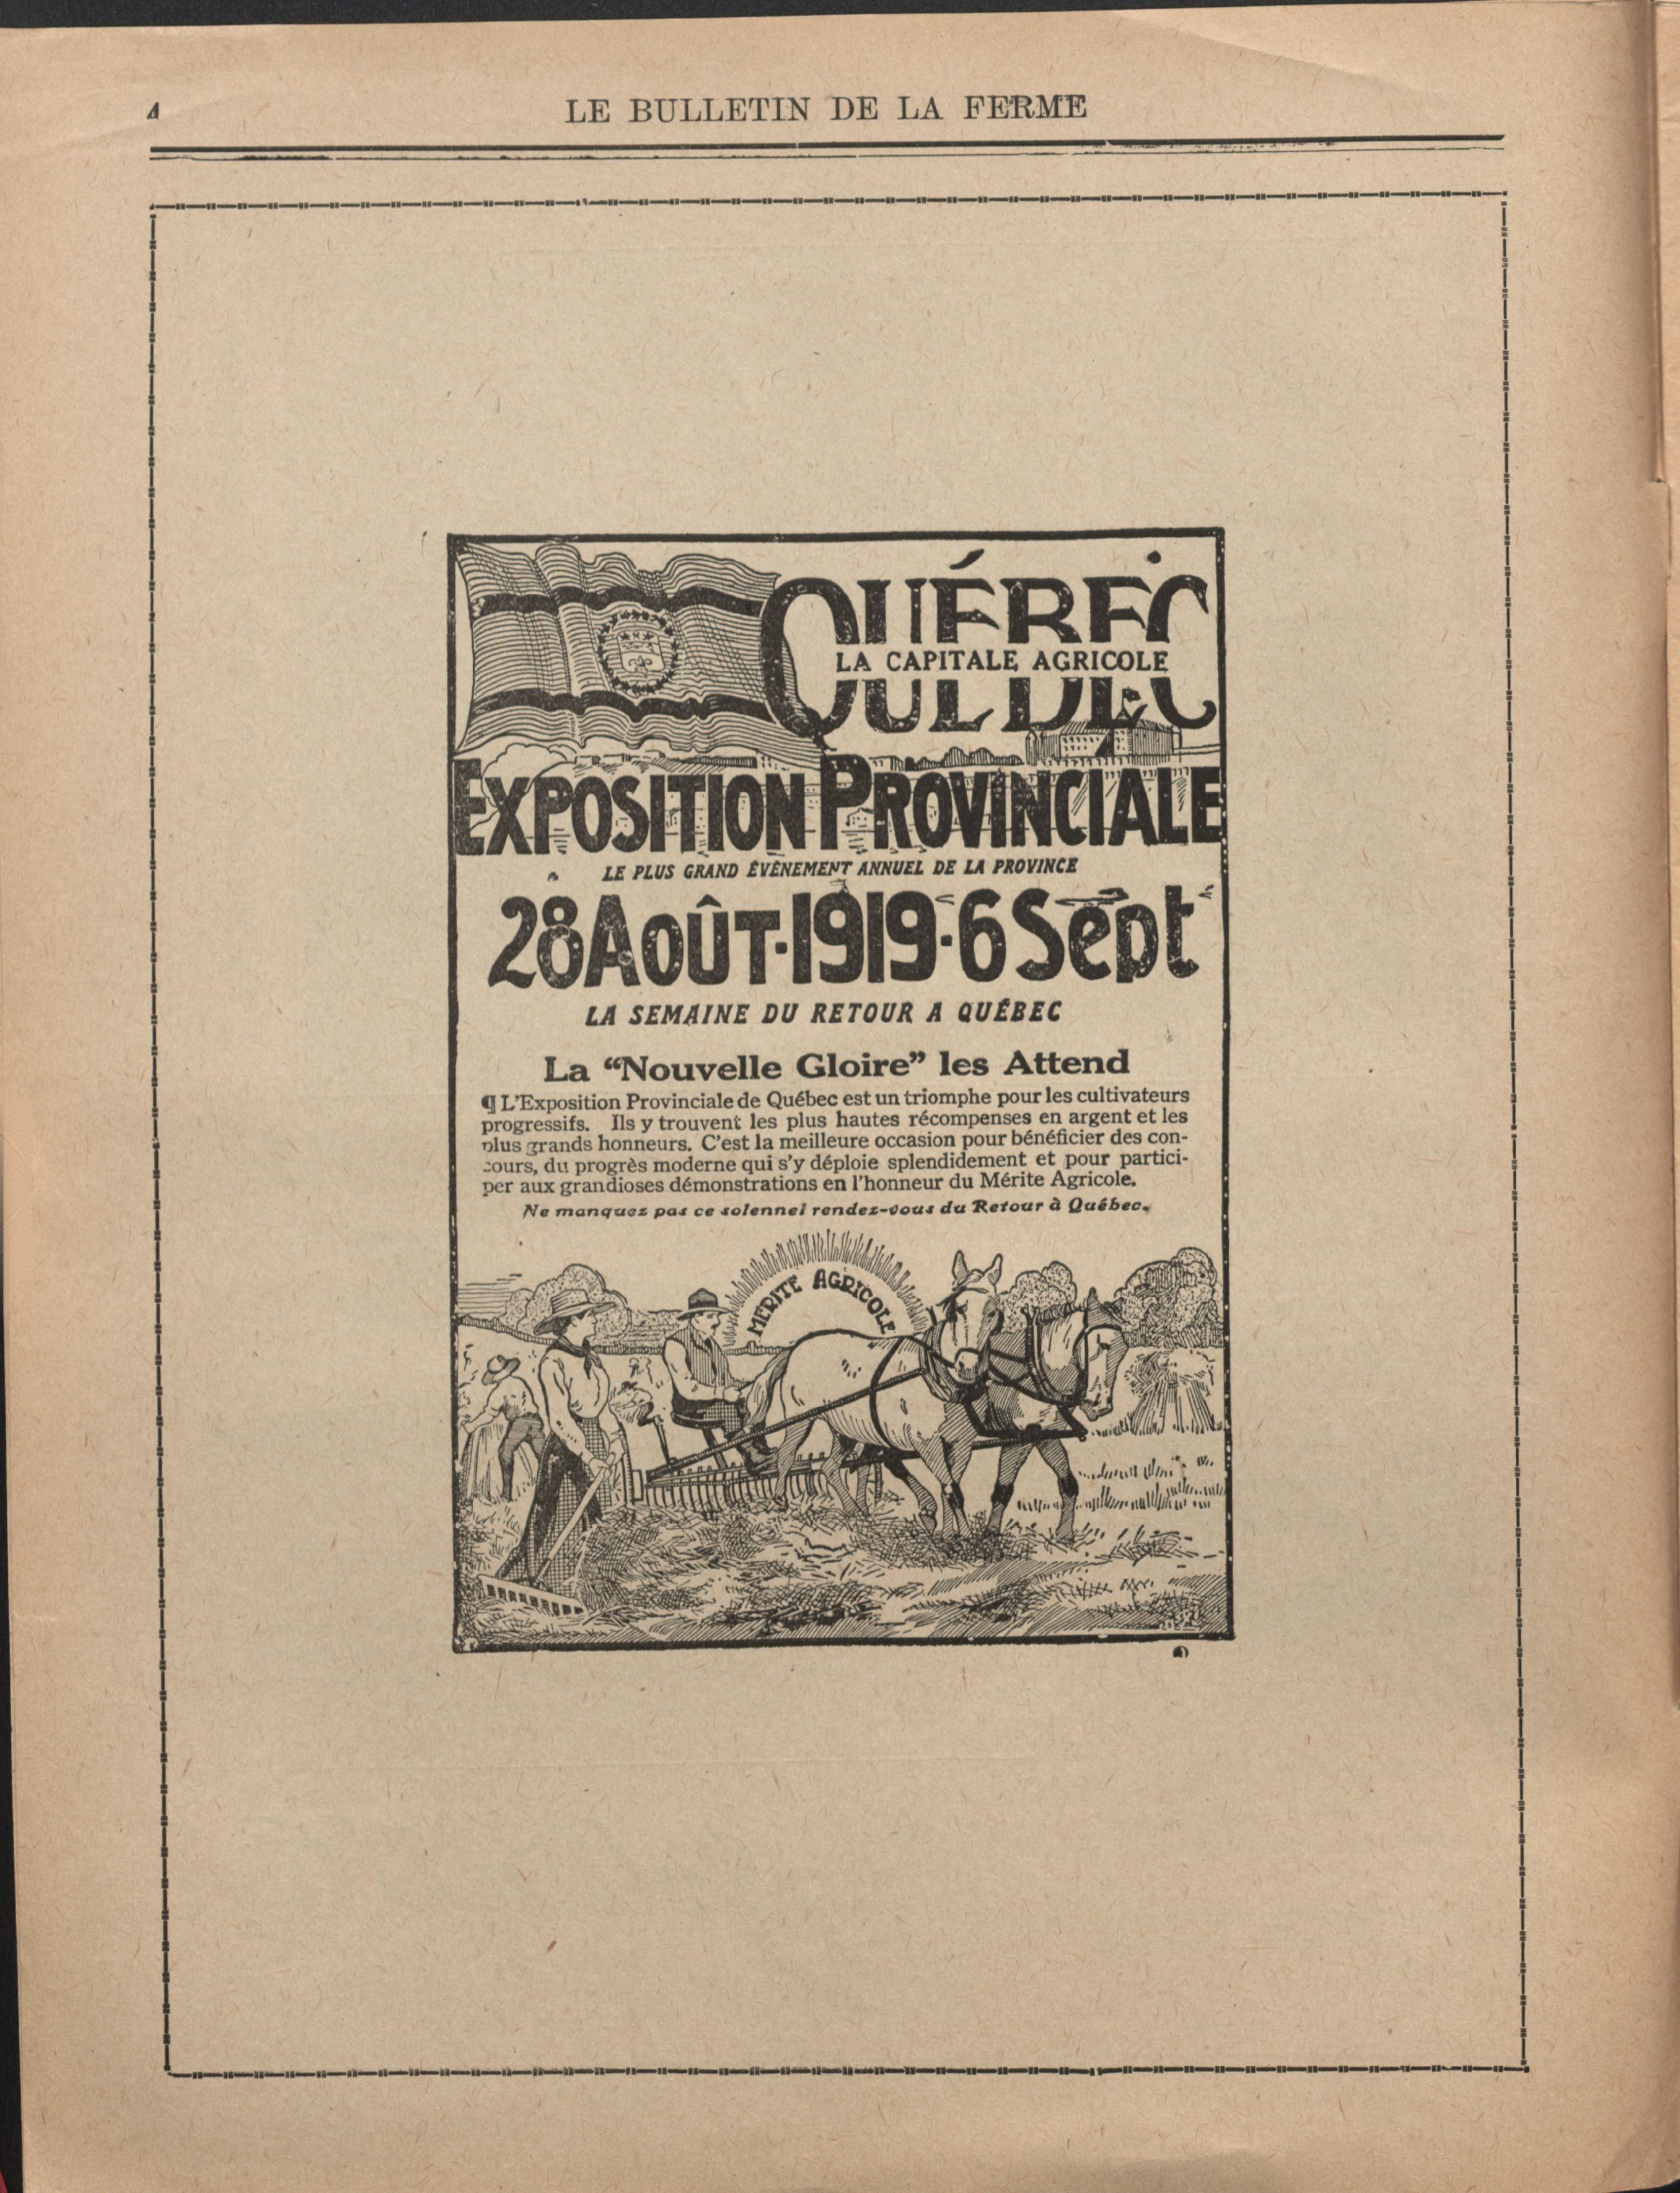 4
LE BULLETIN DE LA FERME
QUÉBEC
LA CAPITALE AGRICOLE
EXPOSITION PROVINCIALE
LE PLUS GRAND ÉVÈNEMENT ANNUEL DE LA PROVINCE
28 AOÛT·1919·6 Sept
LA SEMAINE DU RETOUR A QUÉBEC
La “Nouvelle Gloire” les Attend
¶ L'Exposition Provinciale de Québec est un triomphe pour les cultivateurs
progressifs. Ils y trouvent les plus hautes récompenses en argent et les
plus grands honneurs. C'est la meilleure occasion pour bénéficier des con-
cours, du progrès moderne qui s'y déploie splendidement et pour partici-
per aux grandioses démonstrations en l'honneur du Mérite Agricole.
Ne manquez pas ce solennel rendez-vous du Retour à Québec.
MERITE AGRICOLE